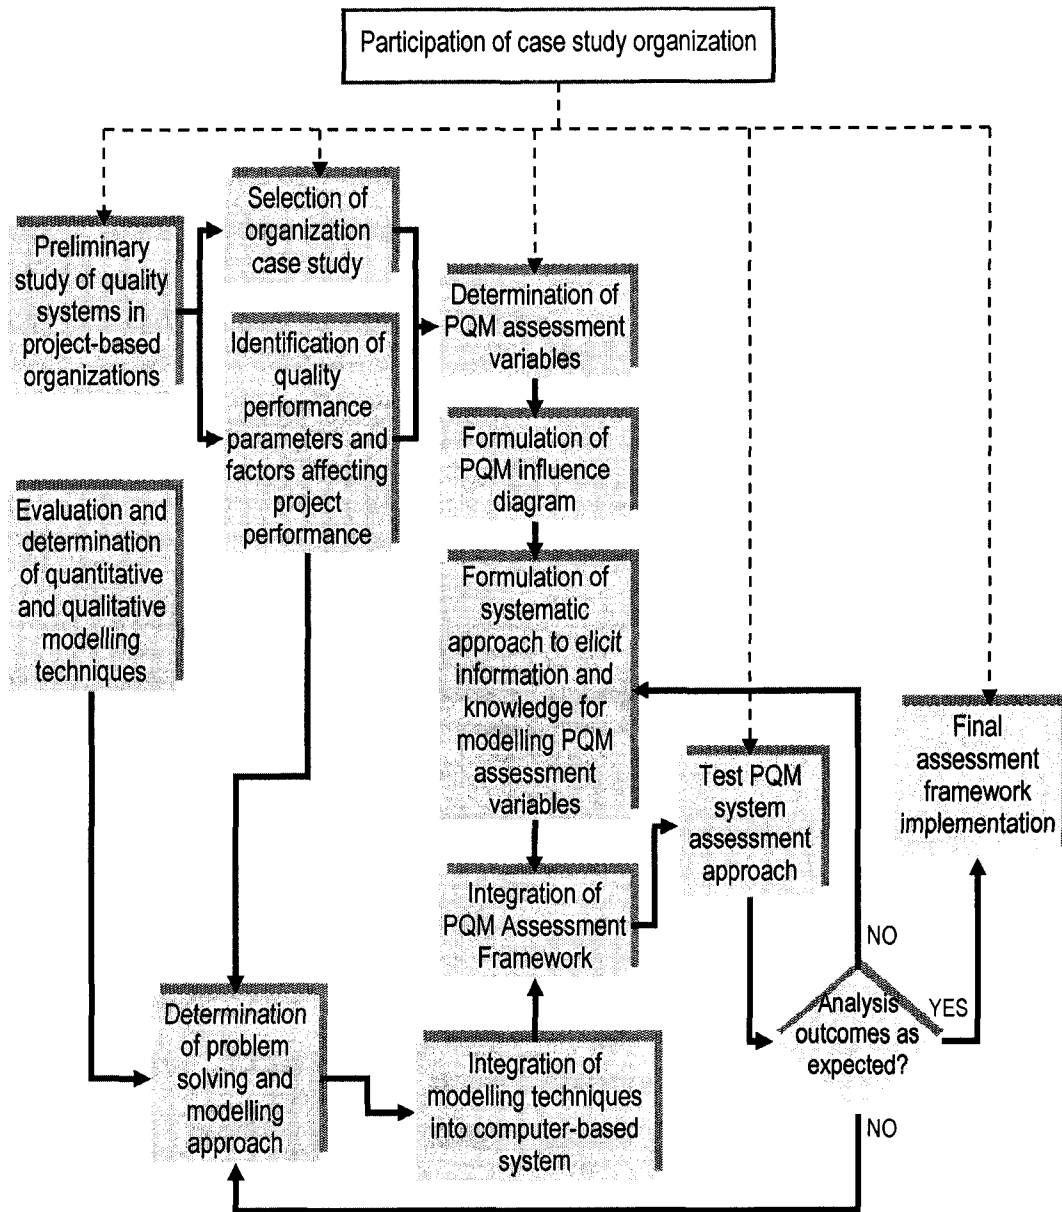 Participation of case study organization
Selection of
organization
case study
Preliminary
study of quality
systems in
project-based
organizations
Determination of
PQM assessment
variables
Identification of
quality
performance
parameters and
factors affecting
project
performance
Formulation of
PQM influence
diagram
Evaluation and
determination
of quantitative
and qualitative
modelling
techniques
Formulation of
systematic
approach to elicit
information and
knowledge for
modelling PQM
assessment
variables
Final
assessment
framework
implementation
Test PQM
system
assessment
approach
Integration of
PQM Assessment
Framework
NO
Analysis
outcomes as
expected?
YES
NO
Determination
of problem
solving and
modelling
approach
Integration of
modelling techniques
into computer-based
system